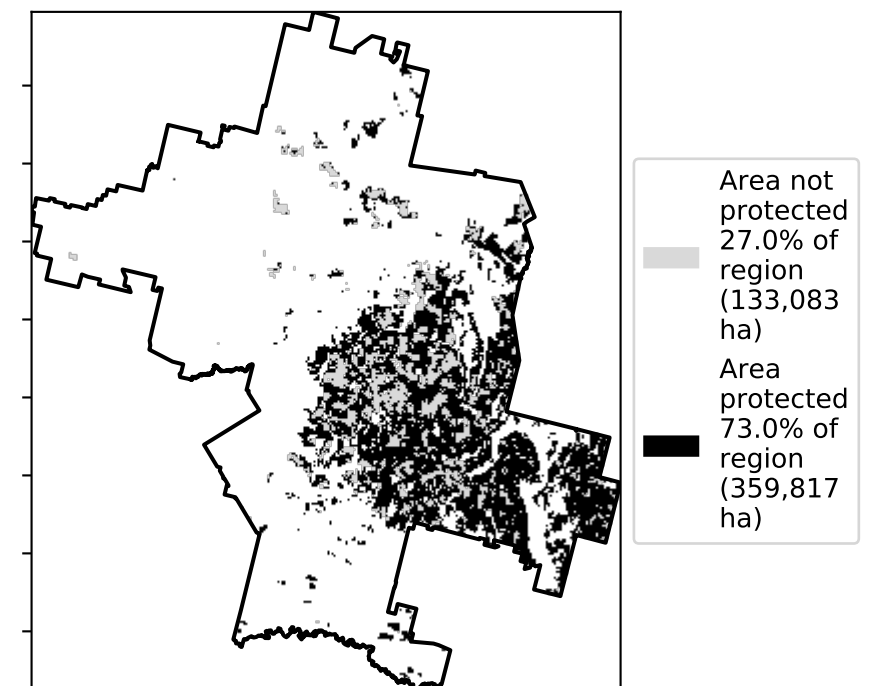 Area not
protected
27.0% of
region
(133,083
ha)
Area
protected
73.0% of
region
(359,817
ha)